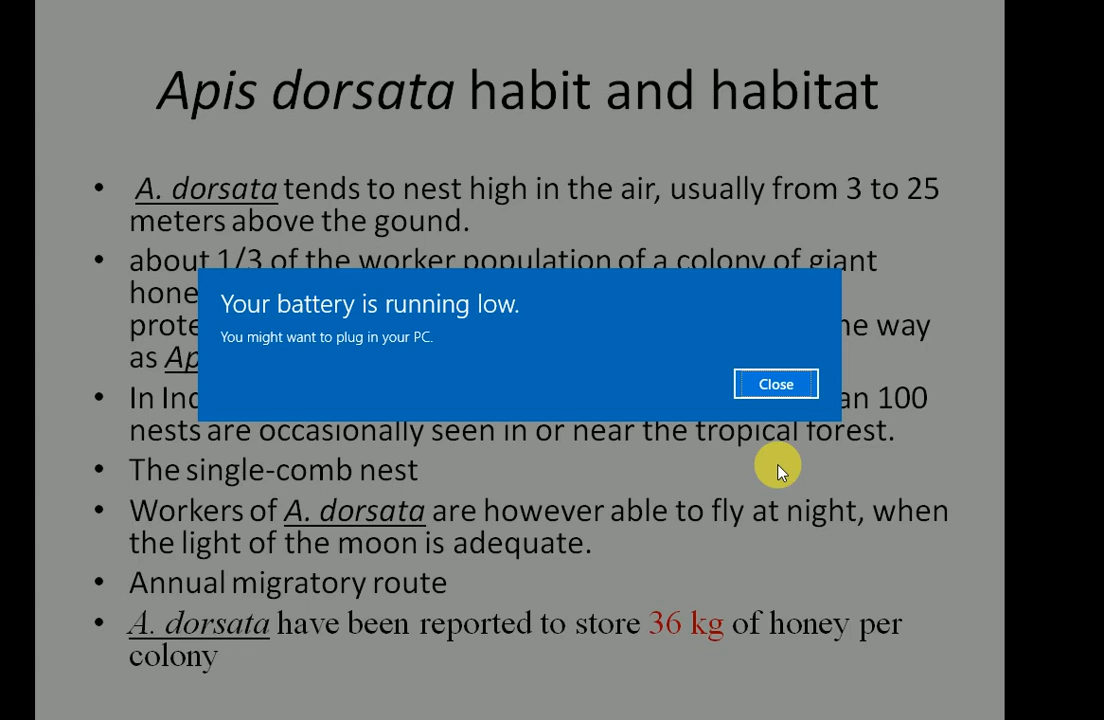 Apis dorsata habit and habitat
• A. dorsata tends to nest high in the air, usually from 3 to 25
meters above the gound.
• about 1/3 of the worker population of a colony of giant
hone
prote
he way
as Ap
• In Ind
an 100
nests are occasionally seen in or near the tropical forest.
Your battery is running low.
You might want to plug in your PC.
Close
• The single-comb nest
• Workers of A. dorsata are however able to fly at night, when
the light of the moon is adequate.
• Annual migratory route
• A. dorsata have been reported to store 36 kg of honey per
colony